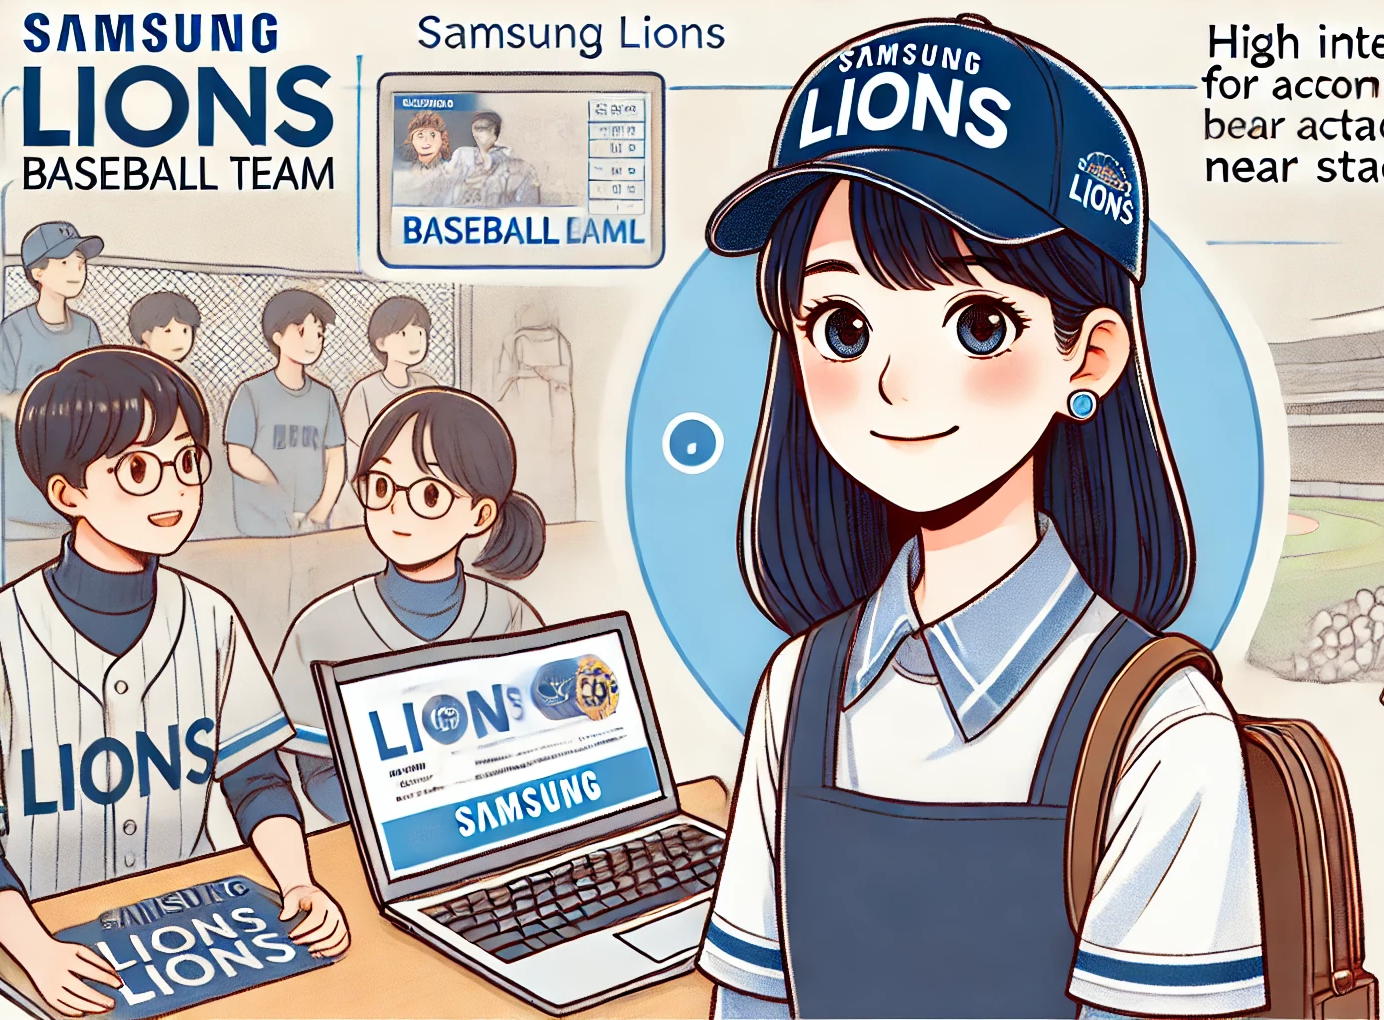 SAMSUNG
LIONS
BASEBALL TEAM
Samsung Lions
BASEBALL EAML
SAMSUNG
LIONS
LIONS
High inte
for accon
bear actac
near stac
LIONS
LIONS
SAMSUNG
SAMSUNG
LIONS
LIONS